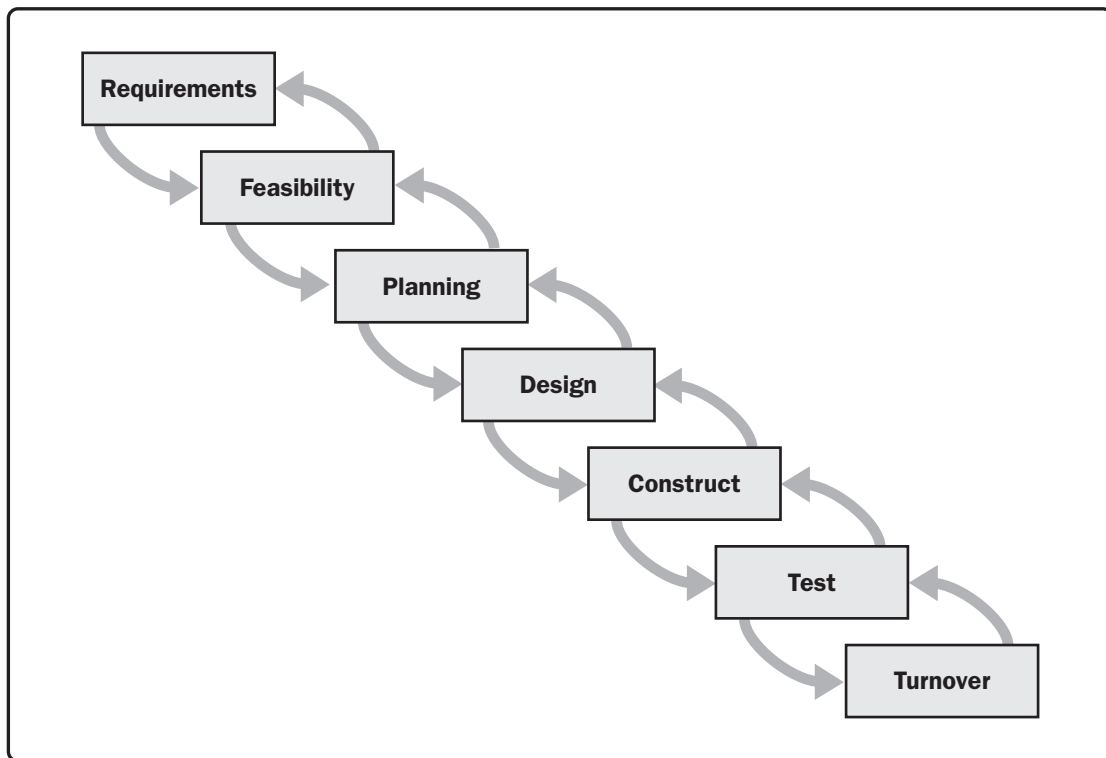 Requirements
Feasibility
Planning
Design
Construct
Test
Turnover